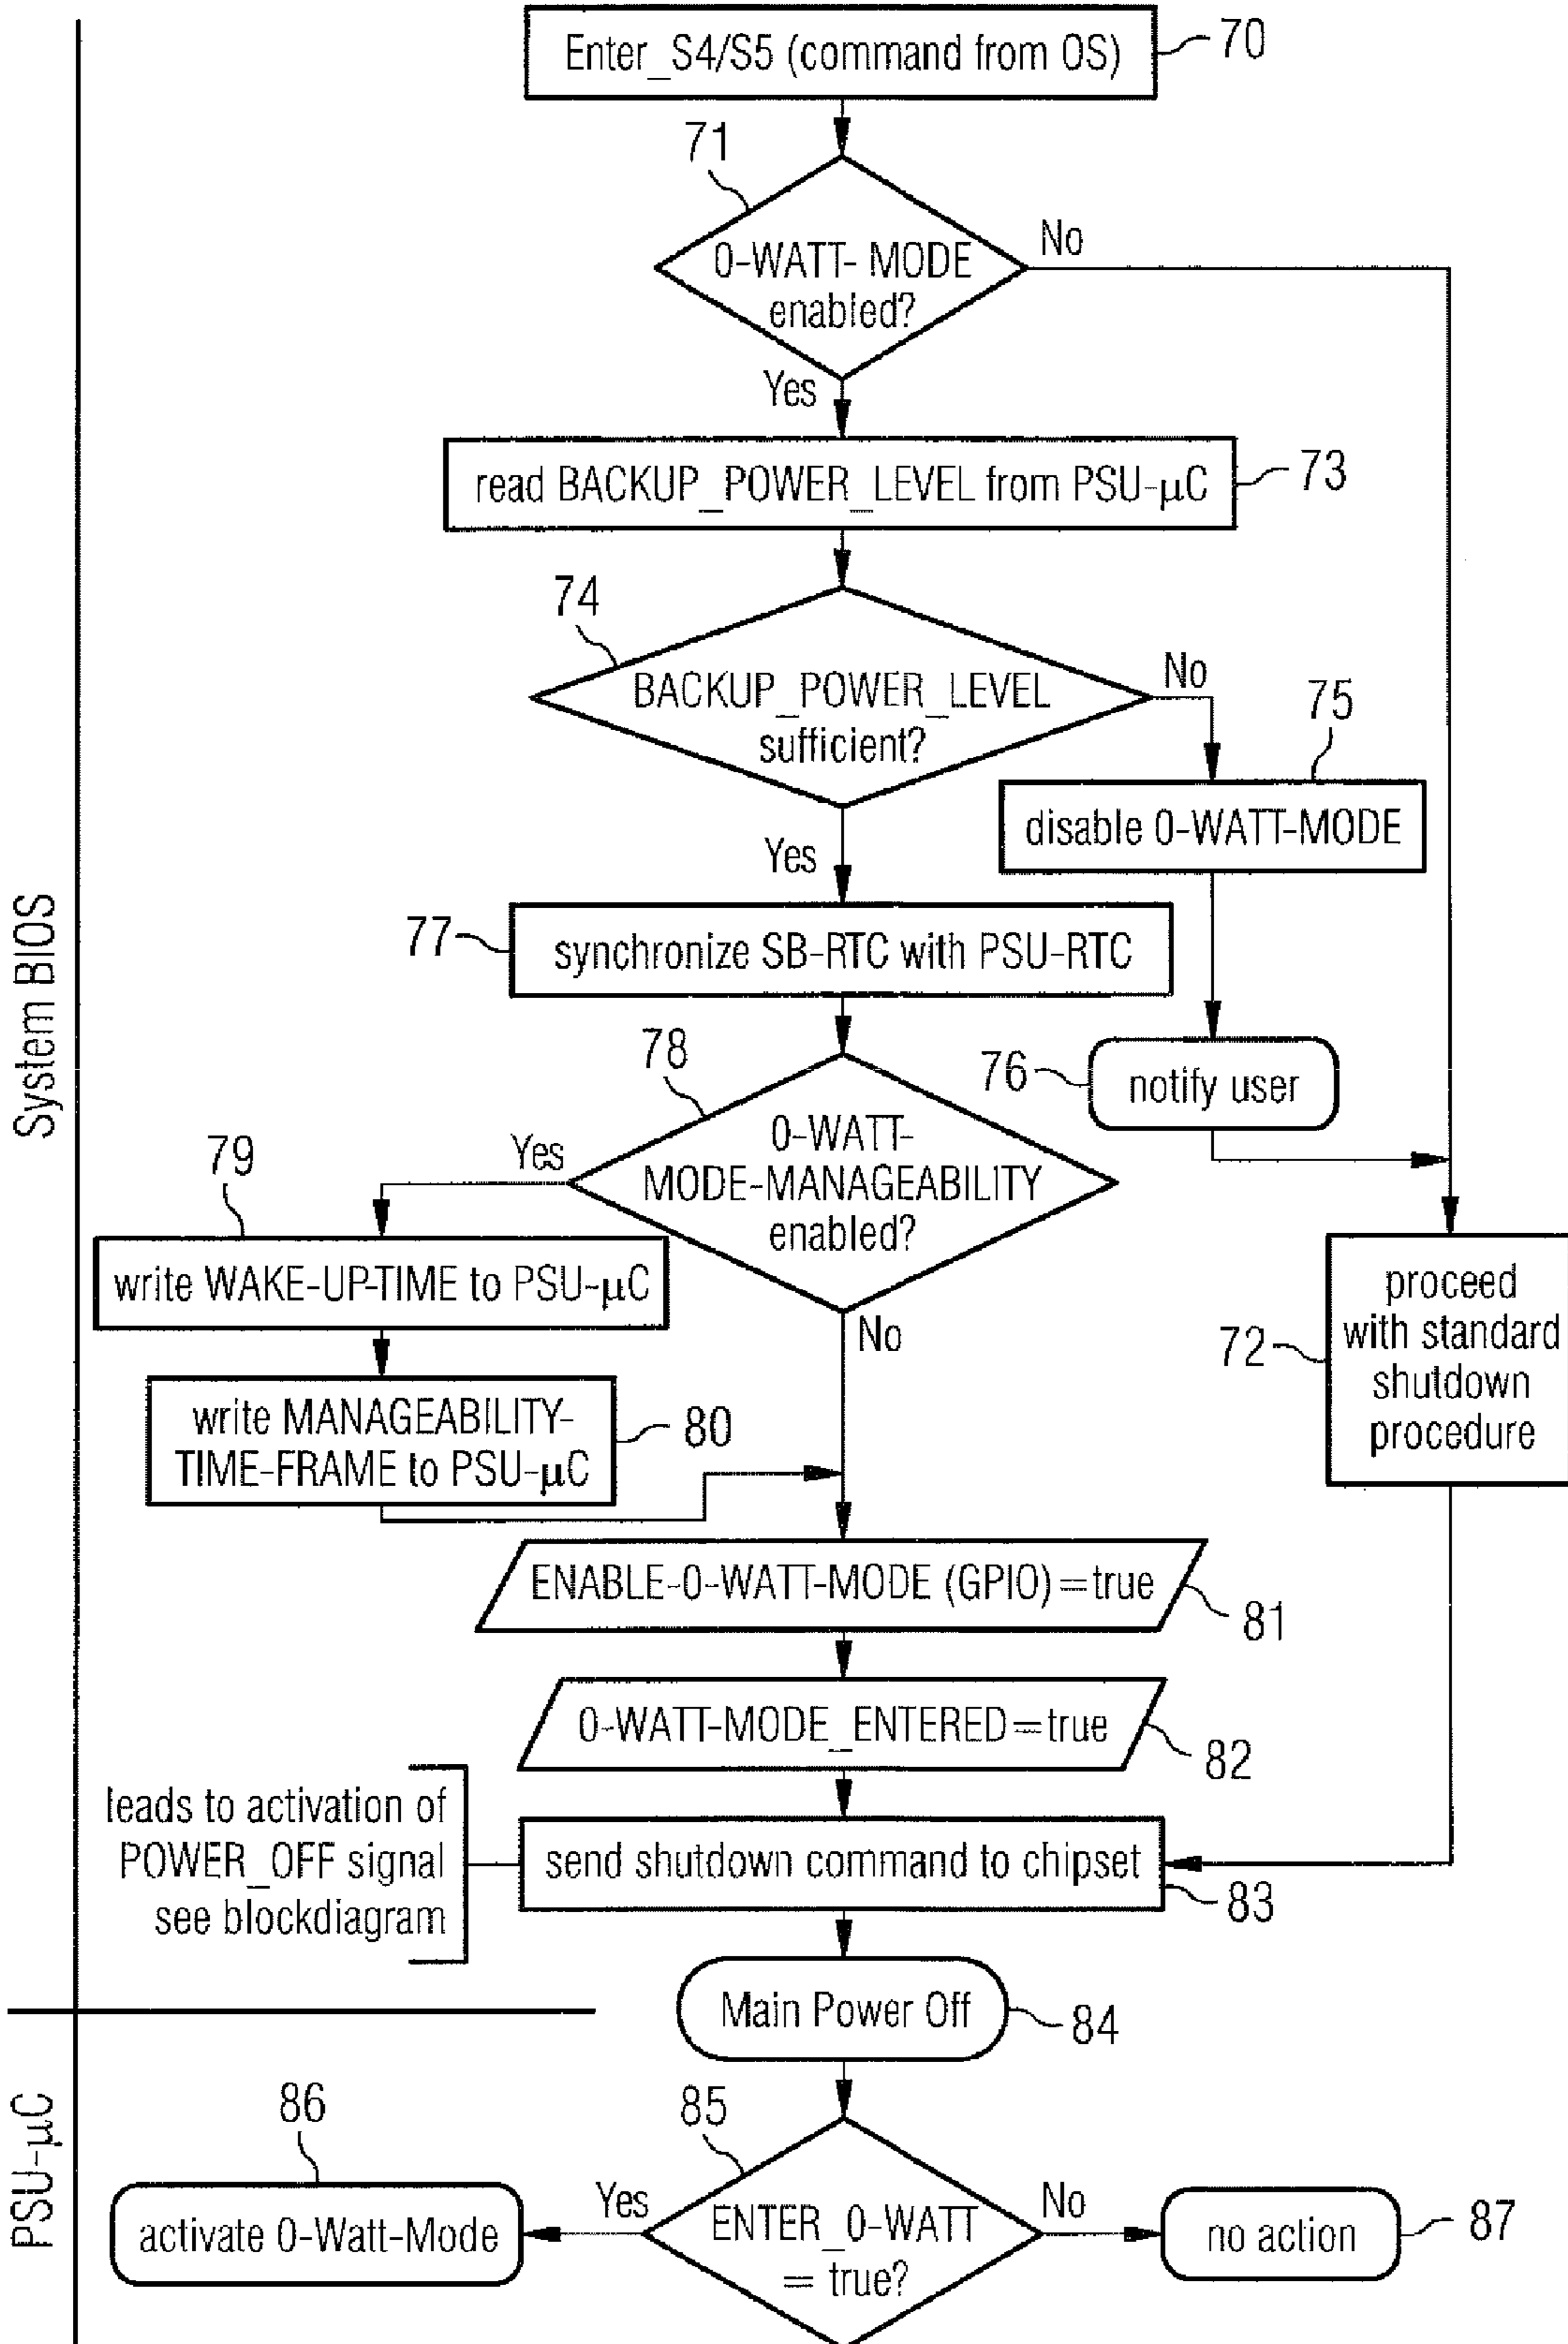 Enter_S4/S5 (command from OS)
70
71
0-WATT- MODE
enabled?
No
Yes
read BACKUP_POWER_LEVEL from PSU-µC
73
74
BACKUP_POWER_LEVEL
sufficient?
No
75
Yes
disable 0-WATT-MODE
77
synchronize SB-RTC with PSU-RTC
System BIOS
78
76
notify user
0-WATT-
MODE-MANAGEABILITY
enabled?
79
Yes
write WAKE-UP-TIME to PSU-µC
No
72
proceed
with standard
shutdown
procedure
write MANAGEABILITY-
TIME-FRAME to PSU-µC
80
ENABLE-0-WATT-MODE (GPIO)=true
81
0-WATT-MODE_ENTERED=true
82
leads to activation of
POWER_OFF signal
see blockdiagram
send shutdown command to chipset
83
Main Power Off
84
PSU-µC
86
85
activate 0-Watt-Mode
Yes
ENTER_0-WATT
= true?
No
no action
87